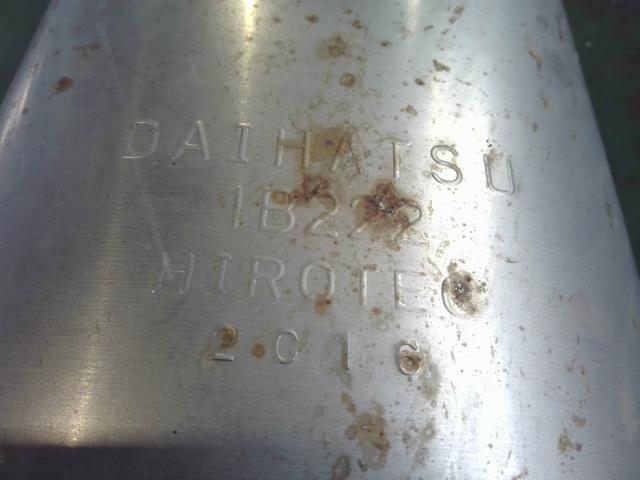 DAIHATSU
1B222
HIROTEC
2016